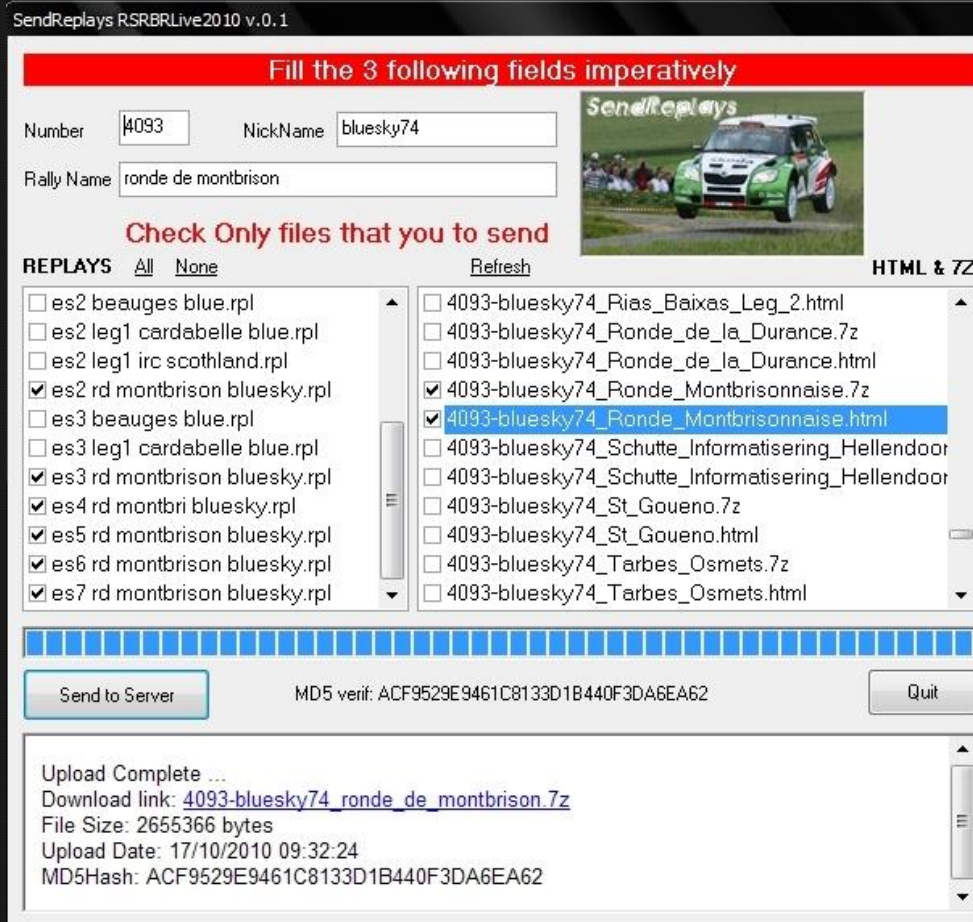 SendReplays RSRBRLive2010 v.0.1
Fill the 3 following fields imperatively
Number 4093 NickName bluesky74
Rally Name ronde de montbrison
SendReplays
Skoda
Check Only files that you to send
REPLAYS All None Refresh HTML & 7Z
es2 beauges blue.rpl
es2 leg1 cardabelle blue.rpl
es2 leg1 irc scothland.rpl
es2 rd montbrison bluesky.rpl
es3 beauges blue.rpl
es3 leg1 cardabelle blue.rpl
es3 rd montbrison bluesky.rpl
es4 rd montbri bluesky.rpl
es5 rd montbrison bluesky.rpl
es6 rd montbrison bluesky.rpl
es7 rd montbrison bluesky.rpl
4093-bluesky74_Rias_Baixas_Leg_2.html
4093-bluesky74_Ronde_de_la_Durance.7z
4093-bluesky74_Ronde_de_la_Durance.html
4093-bluesky74_Ronde_Montbrisonnaise.7z
4093-bluesky74_Ronde_Montbrisonnaise.html
4093-bluesky74_Schutte_Informatisering_Hellendoor
4093-bluesky74_Schutte_Informatisering_Hellendoor
4093-bluesky74_St_Goueno.7z
4093-bluesky74_St_Goueno.html
4093-bluesky74_Tarbes_Osmets.7z
4093-bluesky74_Tarbes_Osmets.html
Send to Server MD5 verif: ACF9529E9461C8133D1B440F3DA6EA62 Quit
Upload Complete ...
Download link: 4093-bluesky74_ronde_de_montbrison.7z
File Size: 2655366 bytes
Upload Date: 17/10/2010 09:32:24
MD5Hash: ACF9529E9461C8133D1B440F3DA6EA62